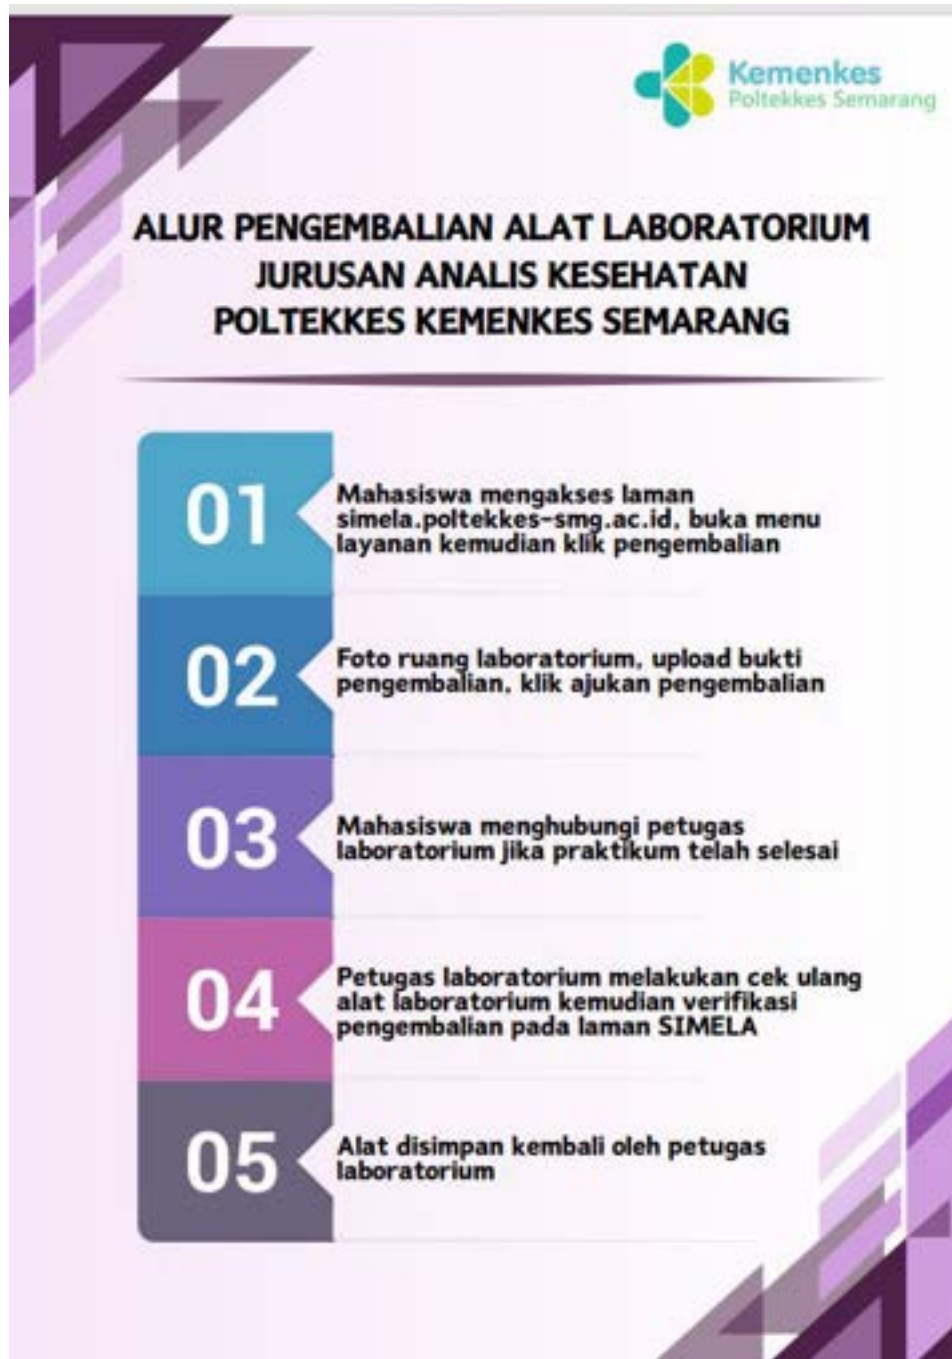 Kemenkes
Poltekkes Semarang
ALUR PENGEMBALIAN ALAT LABORATORIUM
JURUSAN ANALIS KESEHATAN
POLTEKKES KEMENKES SEMARANG
01
Mahasiswa mengakses laman
simela.poltekkes-smg.ac.id, buka menu
layanan kemudian klik pengembalian
02
Foto ruang laboratorium, upload bukti
pengembalian, klik ajukan pengembalian
03
Mahasiswa menghubungi petugas
laboratorium jika praktikum telah selesai
04
Petugas laboratorium melakukan cek ulang
alat laboratorium kemudian verifikasi
pengembalian pada laman SIMELA
05
Alat disimpan kembali oleh petugas
laboratorium